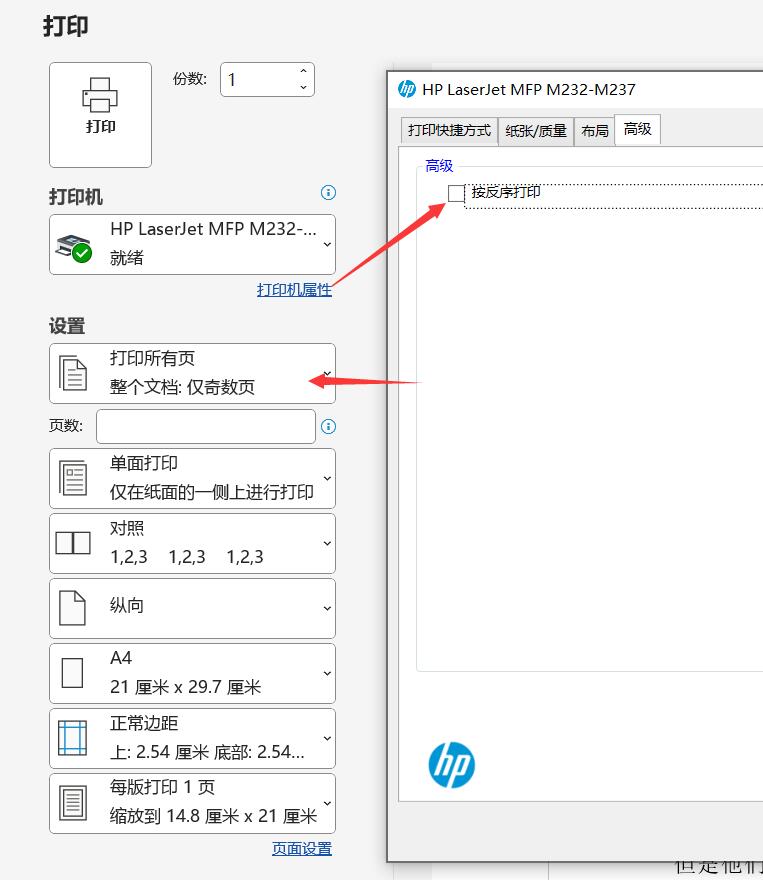 打印
打印
份数:
1
打印机
HP LaserJet MFP M232-...
就绪
打印机属性
设置
打印所有页
整个文档: 仅奇数页
页数:
单面打印
仅在纸面的一侧上进行打印
对照
1,2,3 1,2,3 1,2,3
纵向
A4
21 厘米 x 29.7 厘米
正常边距
上: 2.54 厘米 底部: 2.54...
每版打印 1 页
缩放到 14.8 厘米 x 21 厘米
页面设置
hp HP LaserJet MFP M232-M237
打印快捷方式 纸张/质量 布局 高级
高级
按反序打印
hp
但是他们